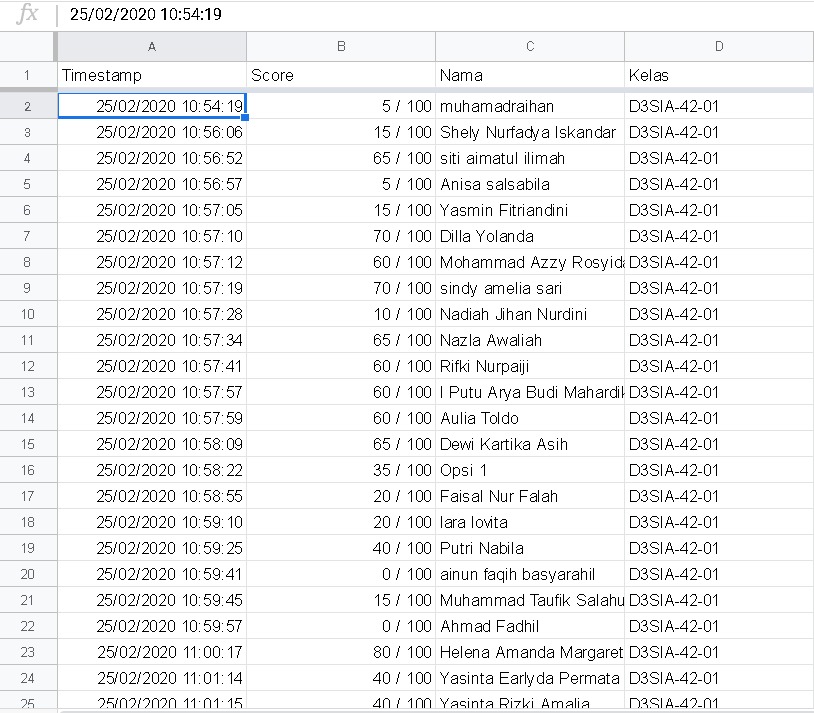 fx 25/02/2020 10:54:19
A B C D
1 Timestamp Score Nama Kelas
2 25/02/2020 10:54:19 5 / 100 muhamadraihan D3SIA-42-01
3 25/02/2020 10:56:06 15 / 100 Shely Nurfadya Iskandar D3SIA-42-01
4 25/02/2020 10:56:52 65 / 100 siti aimatul ilimah D3SIA-42-01
5 25/02/2020 10:56:57 5 / 100 Anisa salsabila D3SIA-42-01
6 25/02/2020 10:57:05 15 / 100 Yasmin Fitriandini D3SIA-42-01
7 25/02/2020 10:57:10 70 / 100 Dilla Yolanda D3SIA-42-01
8 25/02/2020 10:57:12 60 / 100 Mohammad Azzy Rosyida D3SIA-42-01
9 25/02/2020 10:57:19 70 / 100 sindy amelia sari D3SIA-42-01
10 25/02/2020 10:57:28 10 / 100 Nadiah Jihan Nurdini D3SIA-42-01
11 25/02/2020 10:57:34 65 / 100 Nazla Awaliah D3SIA-42-01
12 25/02/2020 10:57:41 60 / 100 Rifki Nurpaiji D3SIA-42-01
13 25/02/2020 10:57:57 60 / 100 I Putu Arya Budi Mahardik D3SIA-42-01
14 25/02/2020 10:57:59 60 / 100 Aulia Toldo D3SIA-42-01
15 25/02/2020 10:58:09 65 / 100 Dewi Kartika Asih D3SIA-42-01
16 25/02/2020 10:58:22 35 / 100 Opsi 1 D3SIA-42-01
17 25/02/2020 10:58:55 20 / 100 Faisal Nur Falah D3SIA-42-01
18 25/02/2020 10:59:10 20 / 100 lara lovita D3SIA-42-01
19 25/02/2020 10:59:25 40 / 100 Putri Nabila D3SIA-42-01
20 25/02/2020 10:59:41 0 / 100 ainun faqih basyarahil D3SIA-42-01
21 25/02/2020 10:59:45 15 / 100 Muhammad Taufik Salahu D3SIA-42-01
22 25/02/2020 10:59:57 0 / 100 Ahmad Fadhil D3SIA-42-01
23 25/02/2020 11:00:17 80 / 100 Helena Amanda Margaret D3SIA-42-01
24 25/02/2020 11:01:14 40 / 100 Yasinta Earlyda Permata D3SIA-42-01
25 25/02/2020 11:01:15 40 / 100 Yasinta Rizki Amalia D3SIA-42-01